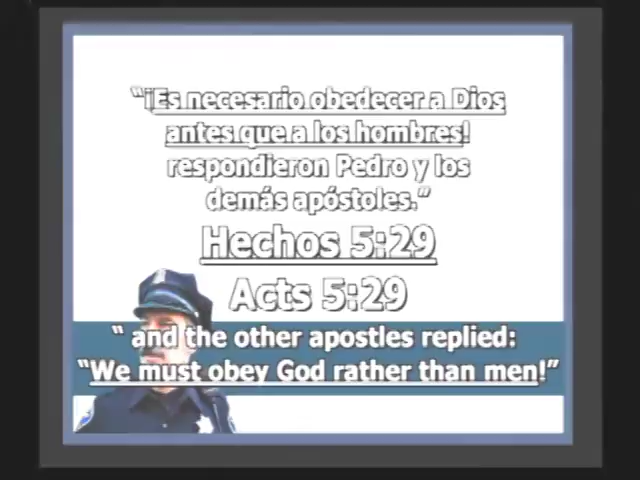 “¡Es necesario obedecer a Dios
antes que a los hombres!
respondieron Pedro y los
demás apóstoles.”
Hechos 5:29
Acts 5:29
“ and the other apostles replied:
“We must obey God rather than men!”